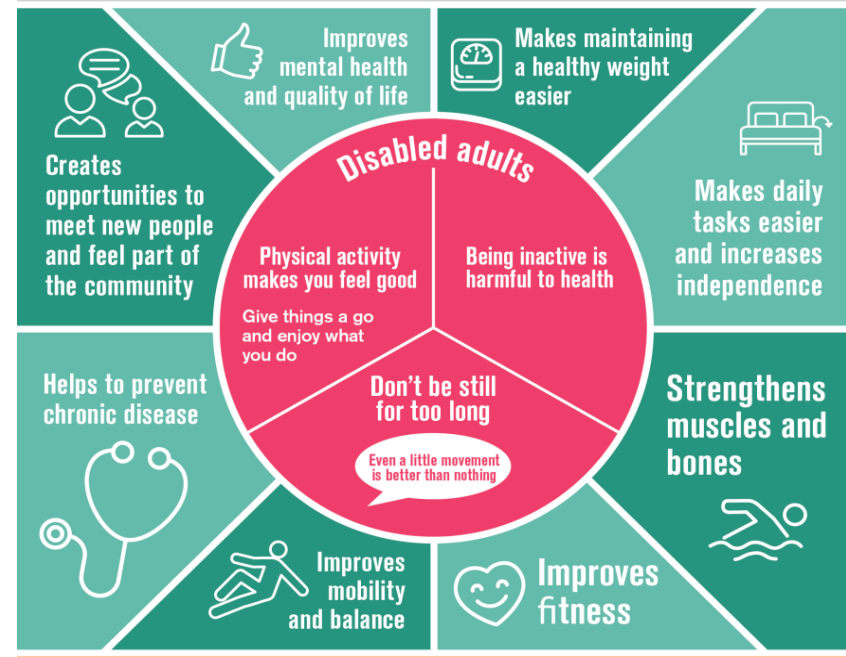 Improves
mental health
and quality of life
Makes maintaining
a healthy weight
easier
Creates
opportunities to
meet new people
and feel part of
the community
Makes daily
tasks easier
and increases
independence
Disabled adults
Physical activity
makes you feel good
Give things a go
and enjoy what
you do
Being inactive is
harmful to health
Don't be still
for too long
Even a little movement
is better than nothing
Helps to prevent
chronic disease
Strengthens
muscles and
bones
Improves
mobility
and balance
Improves
fitness